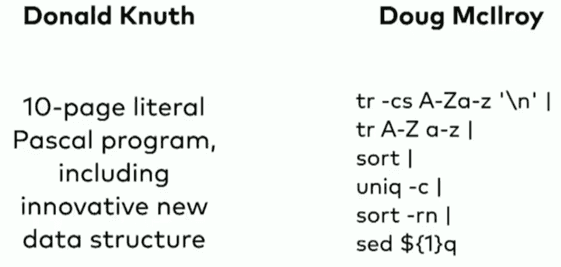 Donald Knuth
10-page literal
Pascal program,
including
innovative new
data structure
Doug McIlroy
tr -cs A-Za-z '\n' |
tr A-Z a-z |
sort |
uniq -c |
sort -rn |
sed ${1}q